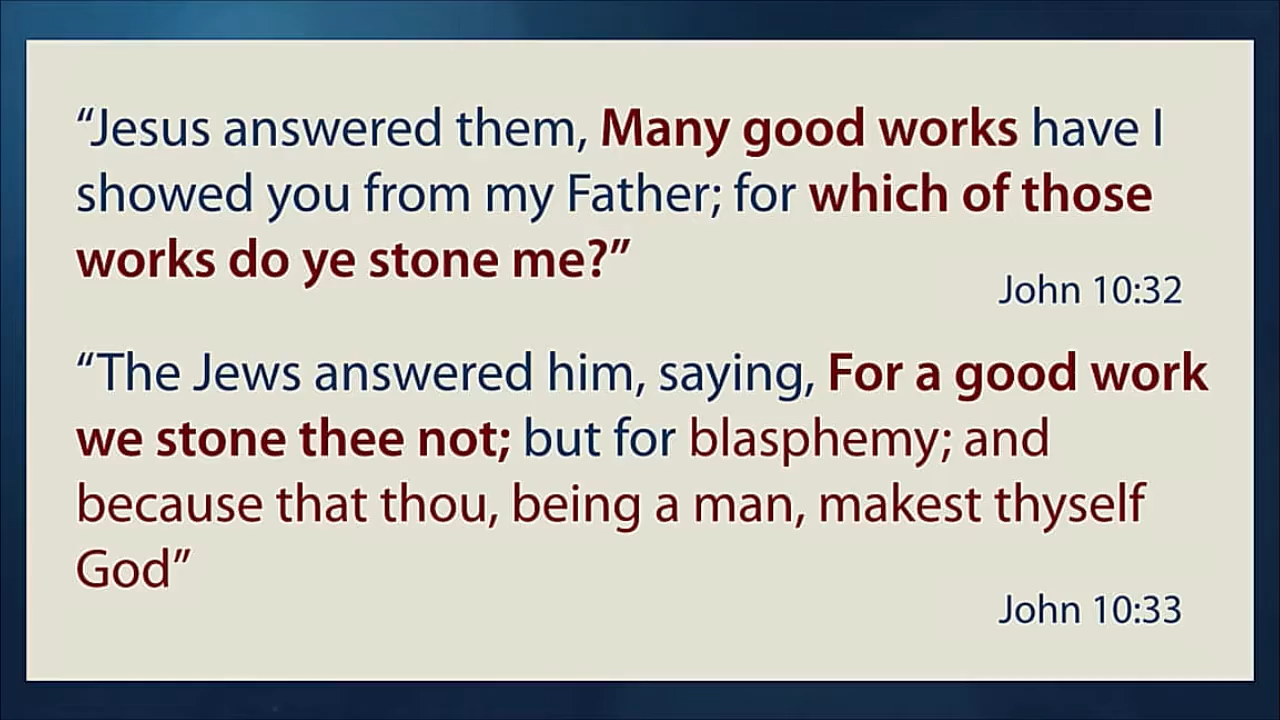 “Jesus answered them, Many good works have I
showed you from my Father; for which of those
works do ye stone me?”
John 10:32
“The Jews answered him, saying, For a good work
we stone thee not; but for blasphemy; and
because that thou, being a man, makest thyself
God”
John 10:33